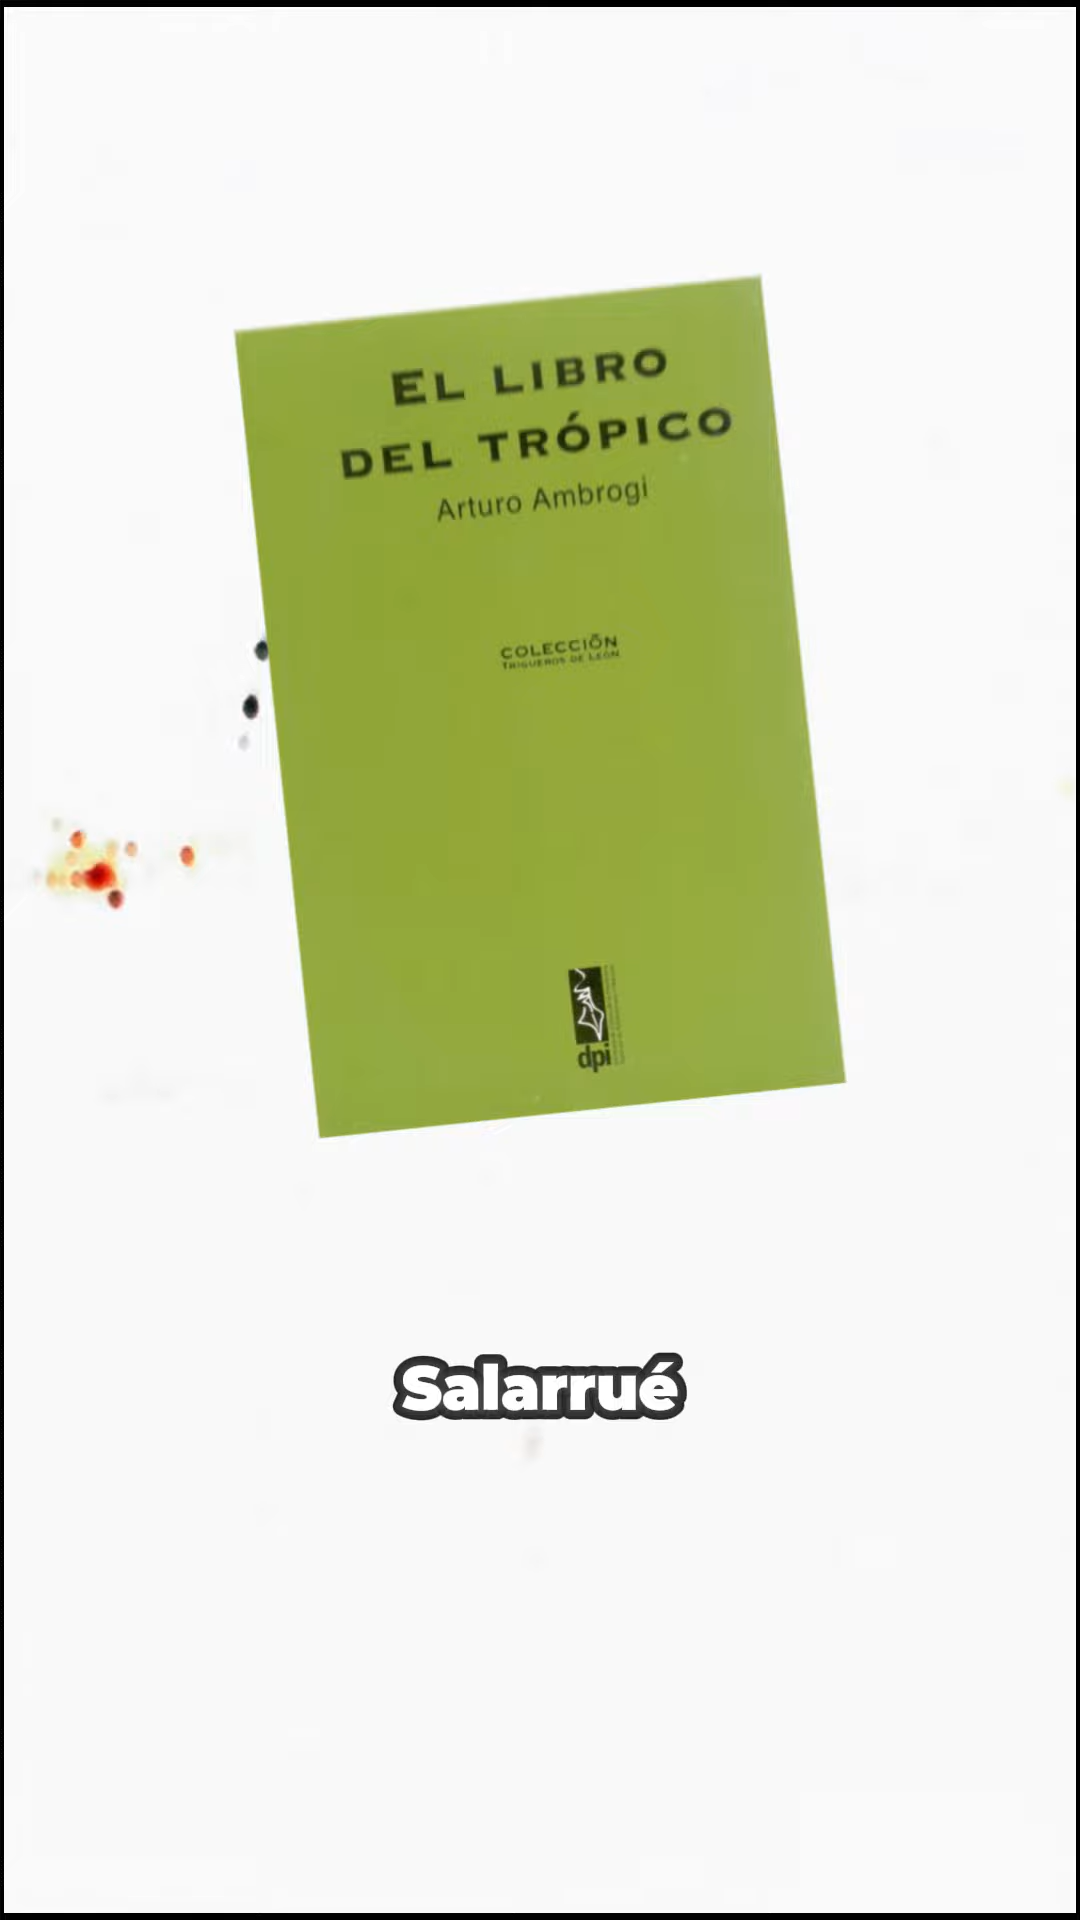 EL LIBRO
DEL TRÓPICO
Arturo Ambrogi
COLECCIÓN
TRIGUEROS DE LEÓN
dpi
Salarrué